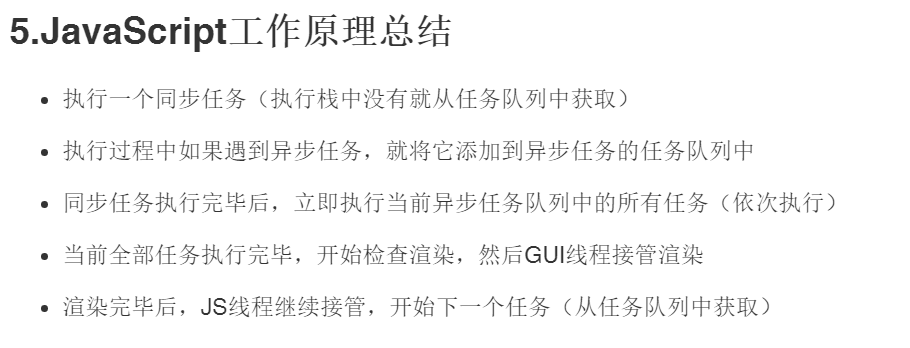 5.JavaScript工作原理总结
执行一个同步任务（执行栈中没有就从任务队列中获取）
执行过程中如果遇到异步任务，就将它添加到异步任务的任务队列中
同步任务执行完毕后，立即执行当前异步任务队列中的所有任务（依次执行）
当前全部任务执行完毕，开始检查渲染，然后GUI线程接管渲染
渲染完毕后，JS线程继续接管，开始下一个任务（从任务队列中获取）